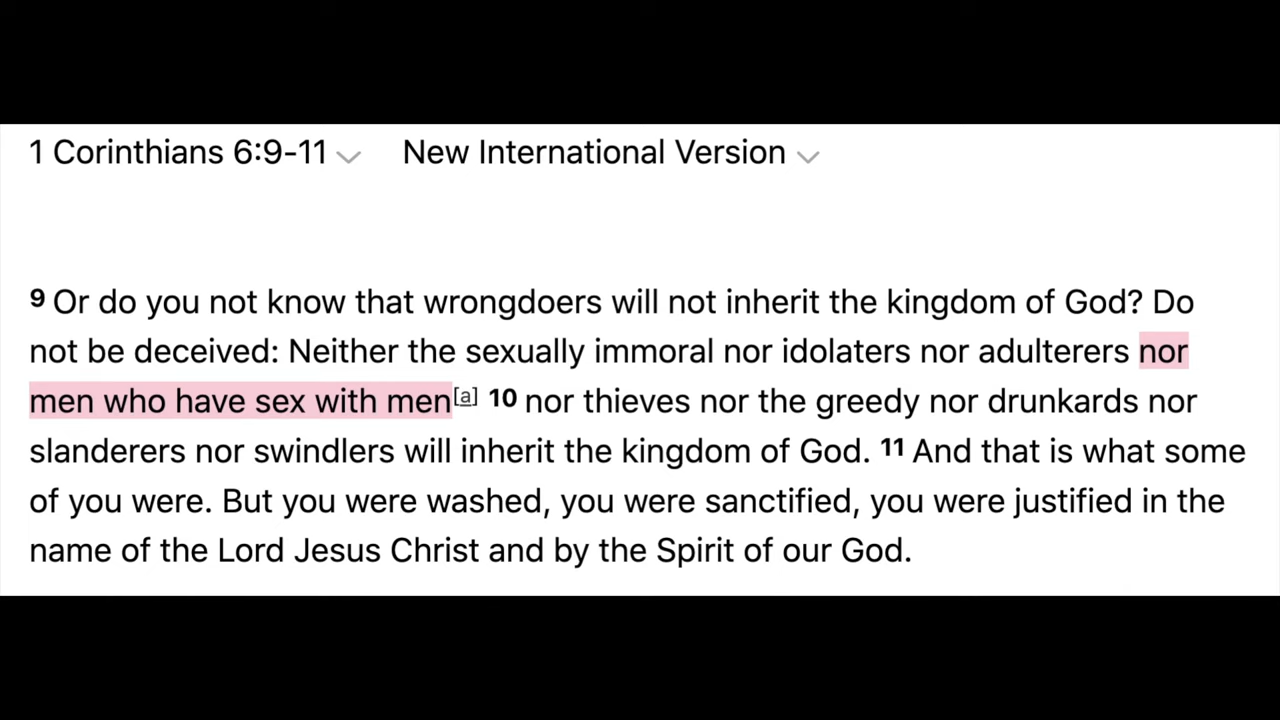 1 Corinthians 6:9-11 New International Version
9 Or do you not know that wrongdoers will not inherit the kingdom of God? Do
not be deceived: Neither the sexually immoral nor idolaters nor adulterers nor
men who have sex with men[a] 10 nor thieves nor the greedy nor drunkards nor
slanderers nor swindlers will inherit the kingdom of God. 11 And that is what some
of you were. But you were washed, you were sanctified, you were justified in the
name of the Lord Jesus Christ and by the Spirit of our God.